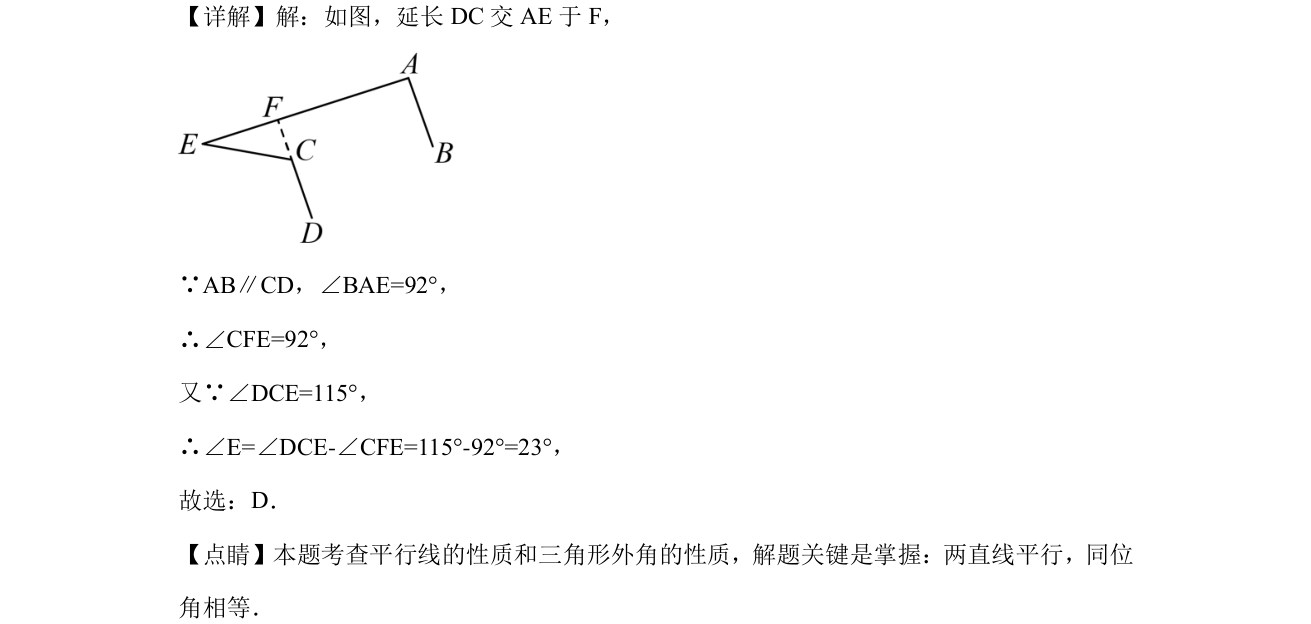 【详解】解：如图，延长 DC 交 AE 于 F，
A
F
E
C
B
D
∵AB∥CD，∠BAE=92°，
∴∠CFE=92°，
又∵∠DCE=115°，
∴∠E=∠DCE-∠CFE=115°-92°=23°，
故选：D．
【点睛】本题考查平行线的性质和三角形外角的性质，解题关键是掌握：两直线平行，同位
角相等．